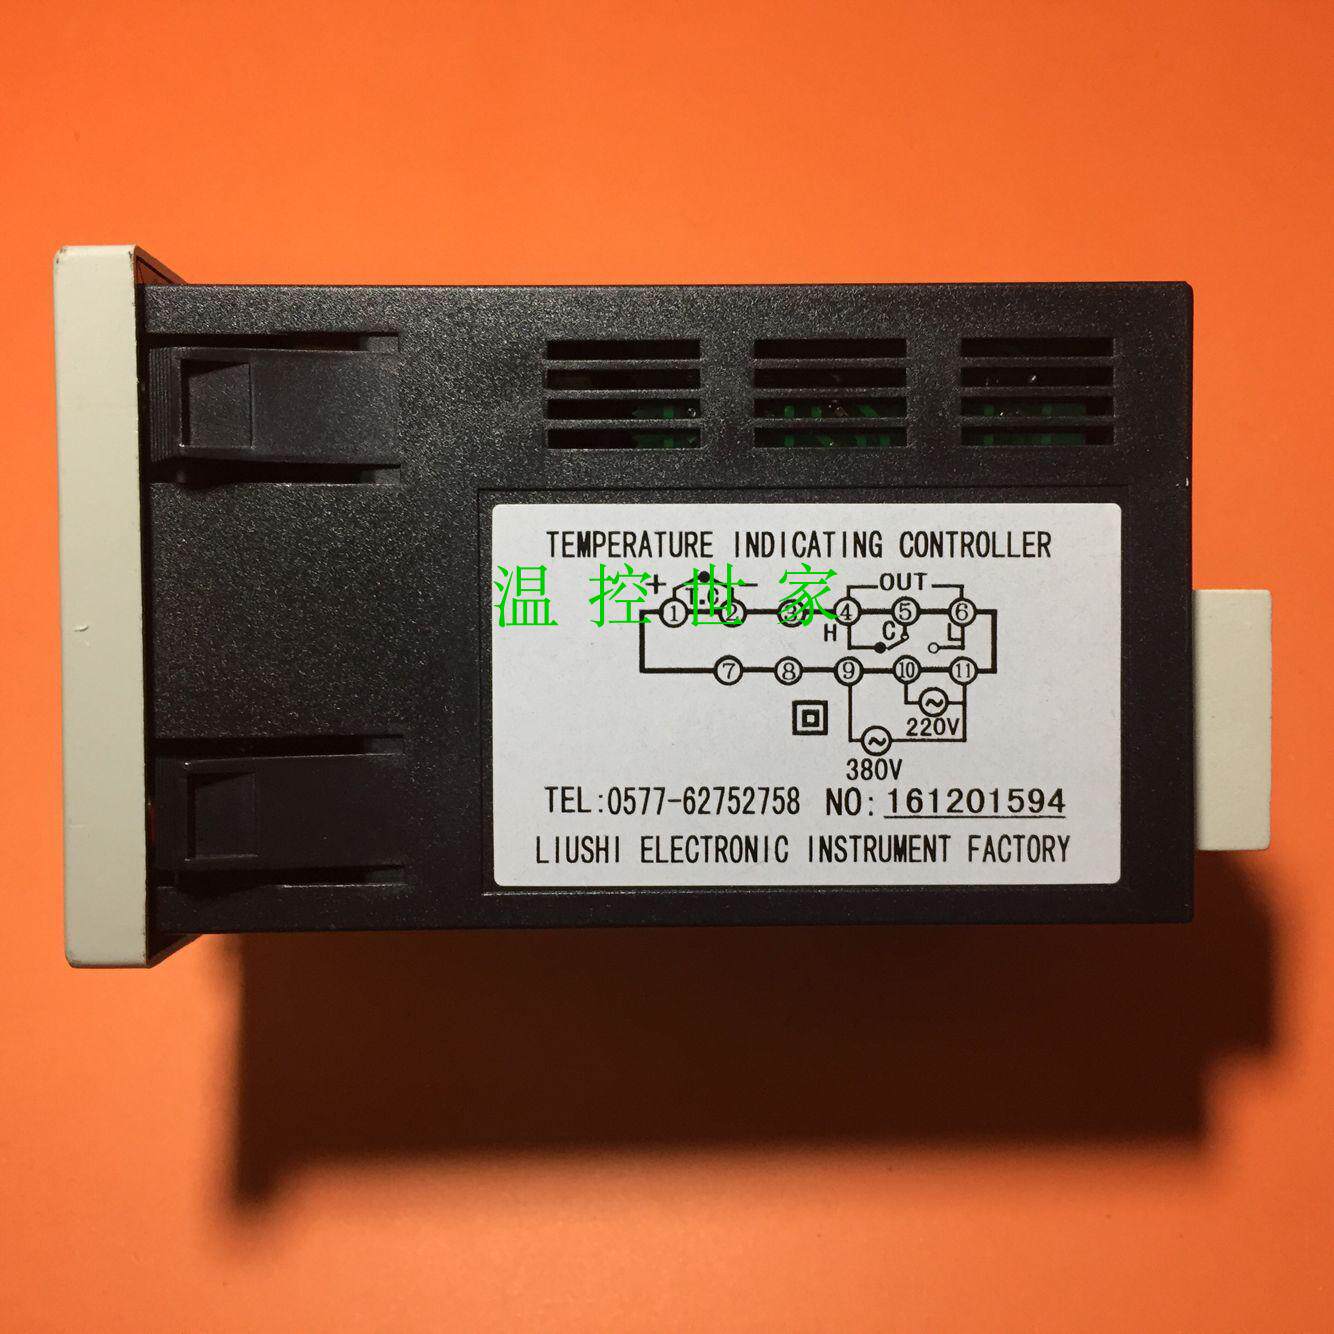 TEMPERATURE INDICATING CONTROLLER
温控世家
+ T.C - OUT
1 2 3 4 5 6
H C L
7 8 9 10 11
220V
380V
TEL:0577-62752758 NO: 161201594
LIUSHI ELECTRONIC INSTRUMENT FACTORY